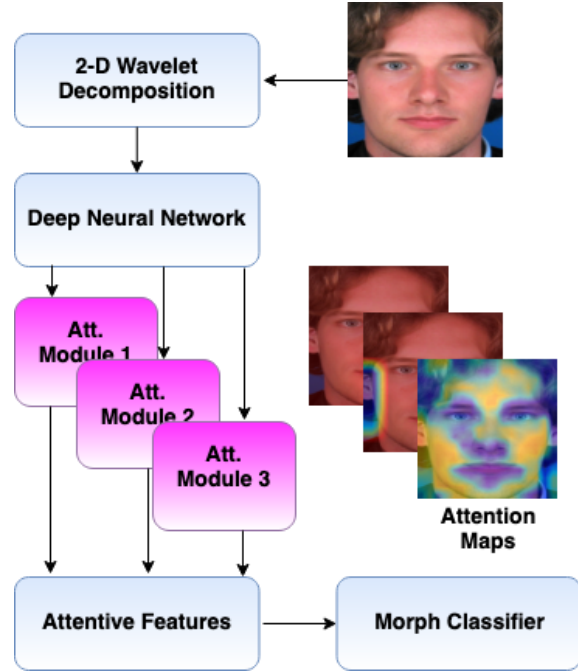 2-D Wavelet
Decomposition
Deep Neural Network
Att.
Module 1
Att.
Module 2
Att.
Module 3
Attention
Maps
Attentive Features
Morph Classifier